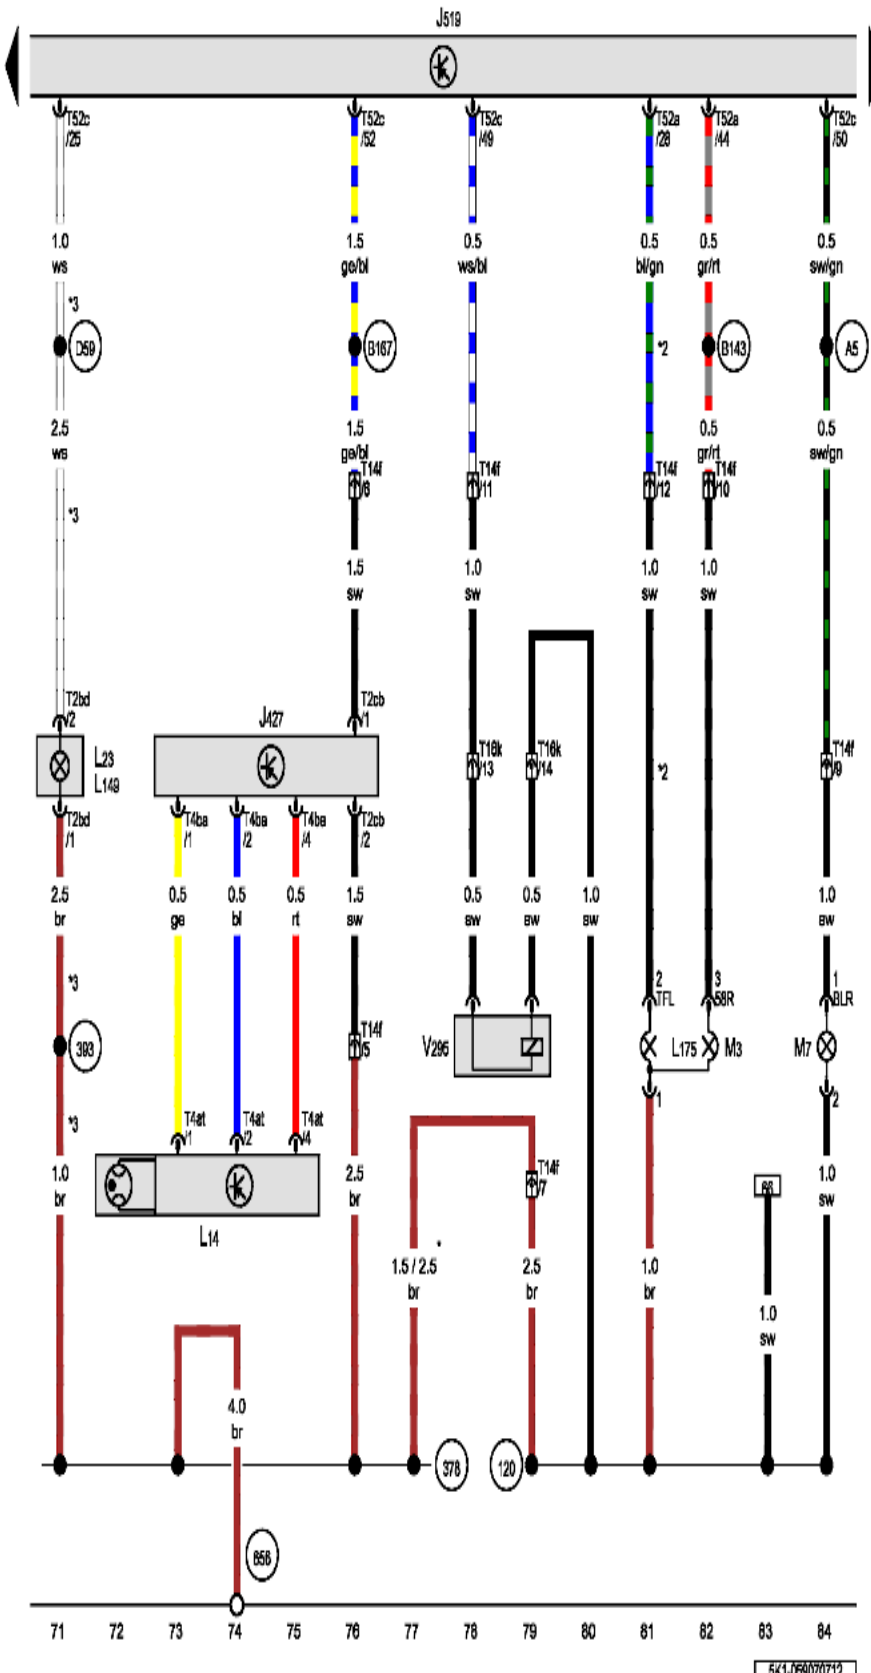 J519
T52c
/25
T52c
/52
T52c
/49
T52a
/28
T52a
/44
T52c
/50
1.0
ws
1.5
ge/bl
0.5
ws/bl
0.5
bl/gn
0.5
gr/rt
0.5
sw/gn
*3
D59
B167
*2
B143
A5
2.5
ws
1.5
ge/bl
0.5
gr/rt
0.5
sw/gn
T14f
/6
T14f
/11
T14f
/12
T14f
/10
*3
1.5
sw
1.0
sw
1.0
sw
1.0
sw
T2bd
/2
J427
T2cb
/1
L23
L149
T16k
/13
T16k
/14
*2
T14f
/9
T2bd
/1
T4ba
/1
T4ba
/2
T4ba
/4
T2cb
/2
2.5
br
0.5
ge
0.5
bl
0.5
rt
1.5
sw
0.5
sw
0.5
sw
1.0
sw
1.0
sw
*3
2
TFL
3
58R
1
BLR
393
T14f
/5
V295
L175
M3
M7
*3
T4at
/1
T4at
/2
T4at
/4
1
2
1.0
br
2.5
br
T14f
/7
66
1.0
sw
L14
*
1.5 / 2.5
br
2.5
br
1.0
br
1.0
sw
4.0
br
378
120
656
71 72 73 74 75 76 77 78 79 80 81 82 83 84
5K1-059070712